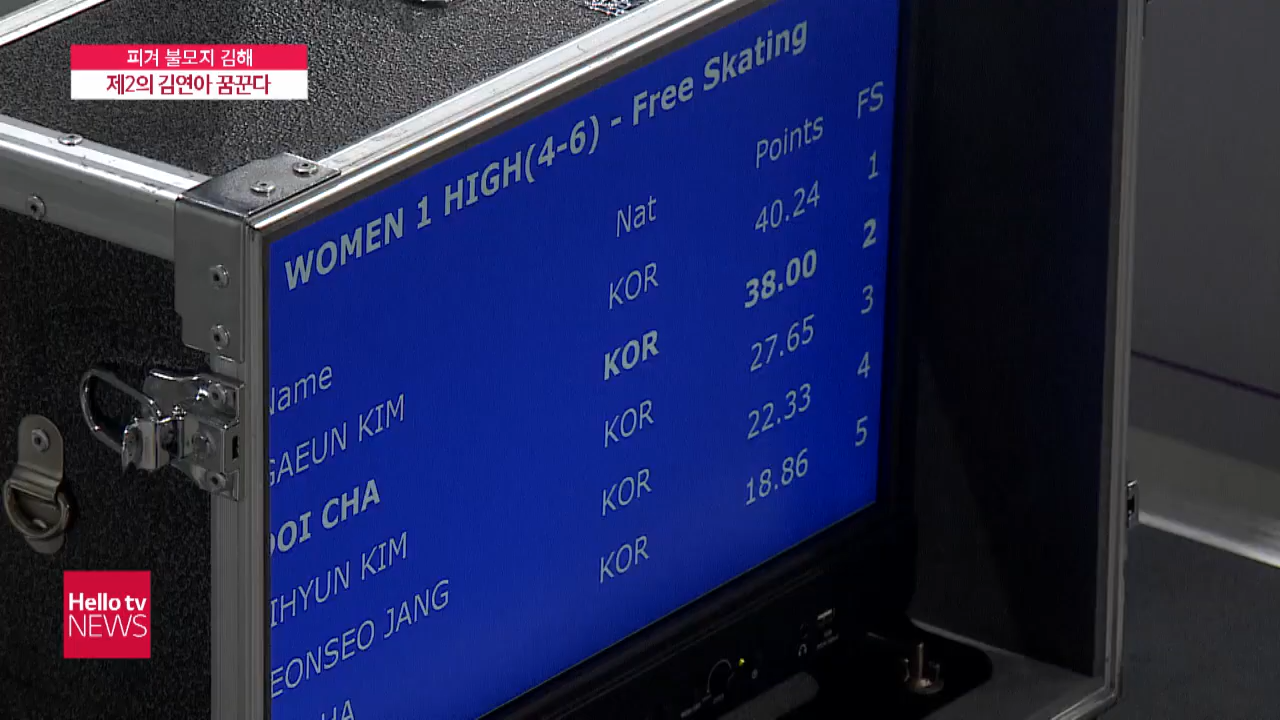 피겨 불모지 김해
제2의 김연아 꿈꾼다
WOMEN 1 HIGH(4-6) - Free Skating
Name Nat Points FS
GAEUN KIM KOR 40.24 1
DOI CHA KOR 38.00 2
IHYUN KIM KOR 27.65 3
EONSEO JANG KOR 22.33 4
HA KOR 18.86 5
Hello tv
NEWS